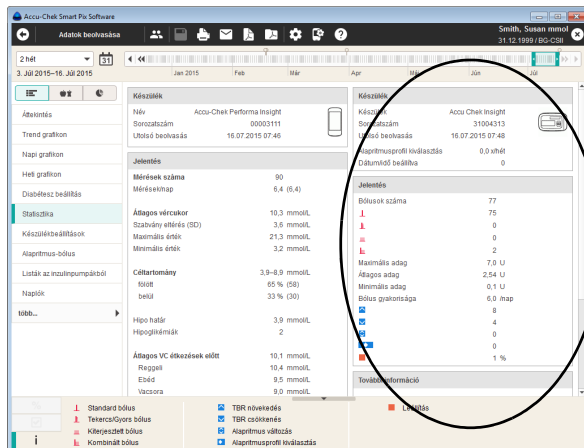 Accu-Chek Smart Pix Software
Adatok beolvasása
Smith, Susan mmol
31.12.1999 / BG-CSII
2 hét
31
3. Júl 2015–16. Júl 2015
Jan 2015 Feb Már Apr Máj Jún Júl
Áttekintés
Trend grafikon
Napi grafikon
Heti grafikon
Diabétesz beállítás
Statisztika
Készülékbeállítások
Alapritmus-bólus
Listák az inzulinpumpákból
Naplók
több...
Készülék
Név Accu-Chek Performa Insight
Sorozatszám 00003111
Utolsó beolvasás 16.07.2015 07:46
Jelentés
Mérések száma 90
Mérések/nap 6,4 (6,4)
Átlagos vércukor 10,3 mmol/L
Szabvány eltérés (SD) 3,6 mmol/L
Maximális érték 21,3 mmol/L
Minimális érték 3,2 mmol/L
Céltartomány 3,9–8,9 mmol/L
fölött 65 % (58)
belül 33 % (30)
Hipo határ 3,9 mmol/L
Hipoglikémiák 2
Átlagos VC étkezések előtt 10,1 mmol/L
Reggeli 10,4 mmol/L
Ebéd 9,5 mmol/L
Vacsora 9,0 mmol/L
Készülék
Készülék Accu-Chek Insight
Sorozatszám 31004313
Utolsó beolvasás 16.07.2015 07:48
Alapritmusprofil kiválasztás 0,0 x/hét
Dátum/idő beállítva 0
Jelentés
Bólusok száma 77
75
0
0
2
Maximális adag 7,0 U
Átlagos adag 2,54 U
Minimális adag 0,1 U
Bólus gyakorisága 6,0 /nap
8
4
0
0
1 %
További információ
Standard bólus
Tekercs/Gyors bólus
Kiterjesztett bólus
Kombinált bólus
TBR növekedés
TBR csökkenés
Alapritmus változás
Alapritmusprofil kiválasztás
Leállítás